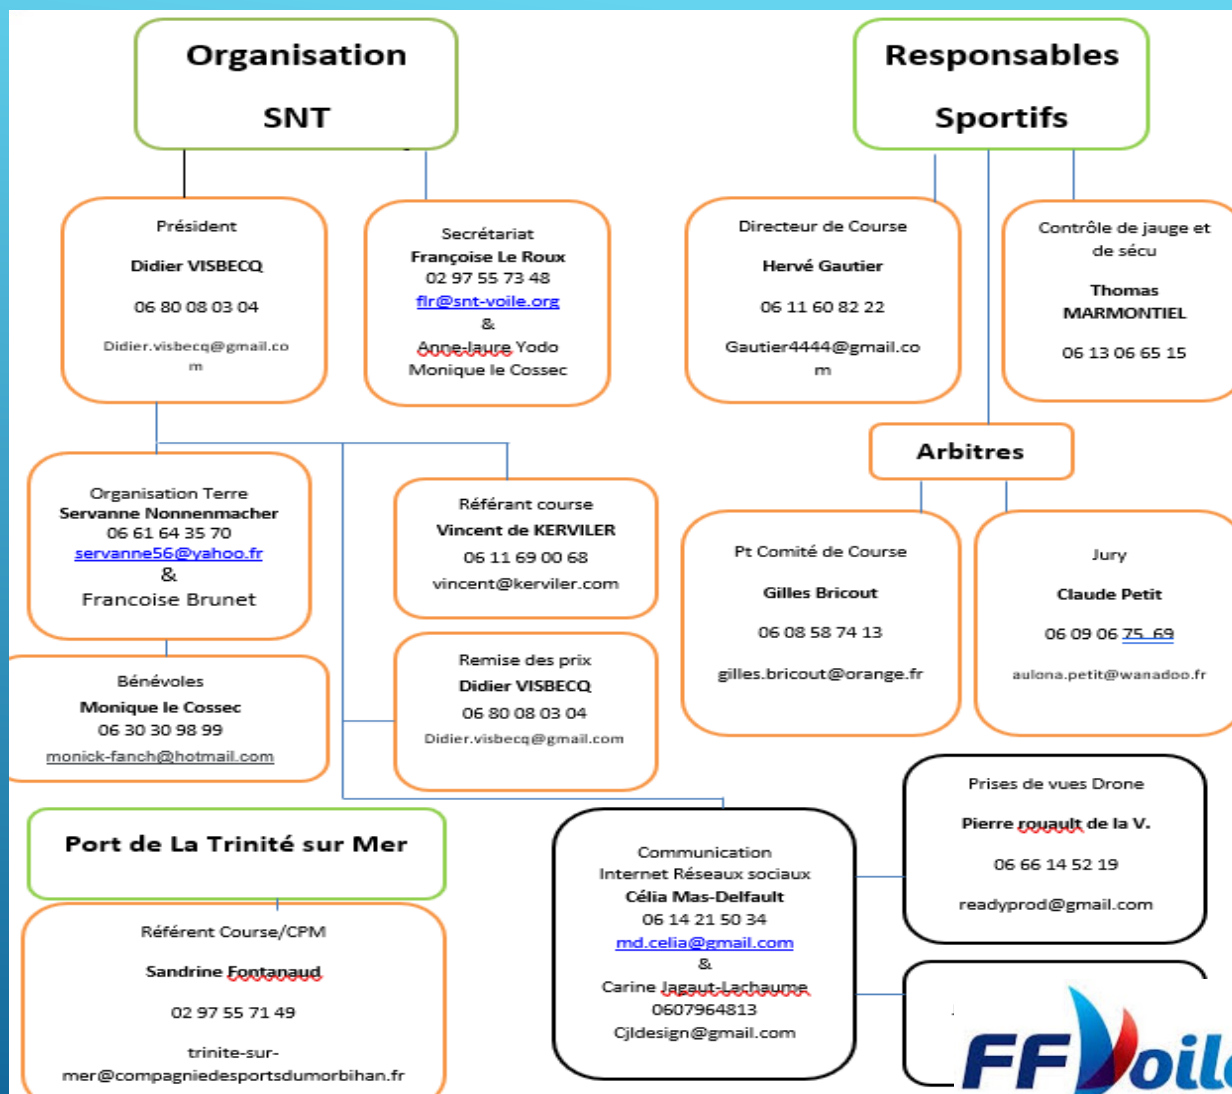 Organisation
SNT
Responsables
Sportifs
Président
Didier VISBECQ
06 80 08 03 04
Didier.visbecq@gmail.co
m
Secrétariat
Françoise Le Roux
02 97 55 73 48
flr@snt-voile.org
&
Anne-laure Yodo
Monique le Cossec
Directeur de Course
Hervé Gautier
06 11 60 82 22
Gautier4444@gmail.co
m
Contrôle de jauge et
de sécu
Thomas
MARMONTIEL
06 13 06 65 15
Arbitres
Organisation Terre
Servanne Nonnenmacher
06 61 64 35 70
servanne56@yahoo.fr
&
Francoise Brunet
Référant course
Vincent de KERVILER
06 11 69 00 68
vincent@kerviler.com
Pt Comité de Course
Gilles Bricout
06 08 58 74 13
gilles.bricout@orange.fr
Jury
Claude Petit
06 09 06 75 69
aulona.petit@wanadoo.fr
Bénévoles
Monique le Cossec
06 30 30 98 99
monick-fanch@hotmail.com
Remise des prix
Didier VISBECQ
06 80 08 03 04
Didier.visbecq@gmail.com
Port de La Trinité sur Mer
Référent Course/CPM
Sandrine Fontanaud
02 97 55 71 49
trinite-sur-
mer@compagniedesportsdumorbihan.fr
Communication
Internet Réseaux sociaux
Célia Mas-Delfault
06 14 21 50 34
md.celia@gmail.com
&
Carine Jagaut-Lachaume
0607964813
Cjldesign@gmail.com
Prises de vues Drone
Pierre rouault de la V.
06 66 14 52 19
readyprod@gmail.com
FFVoile